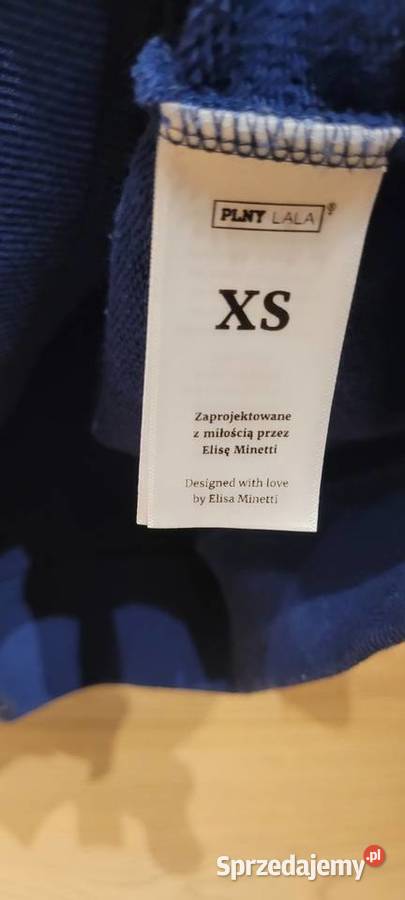 PLNY LALA®
XS
Zaprojektowane
z miłością przez
Elisę Minetti
Designed with love
by Elisa Minetti
Sprzedajemy.pl